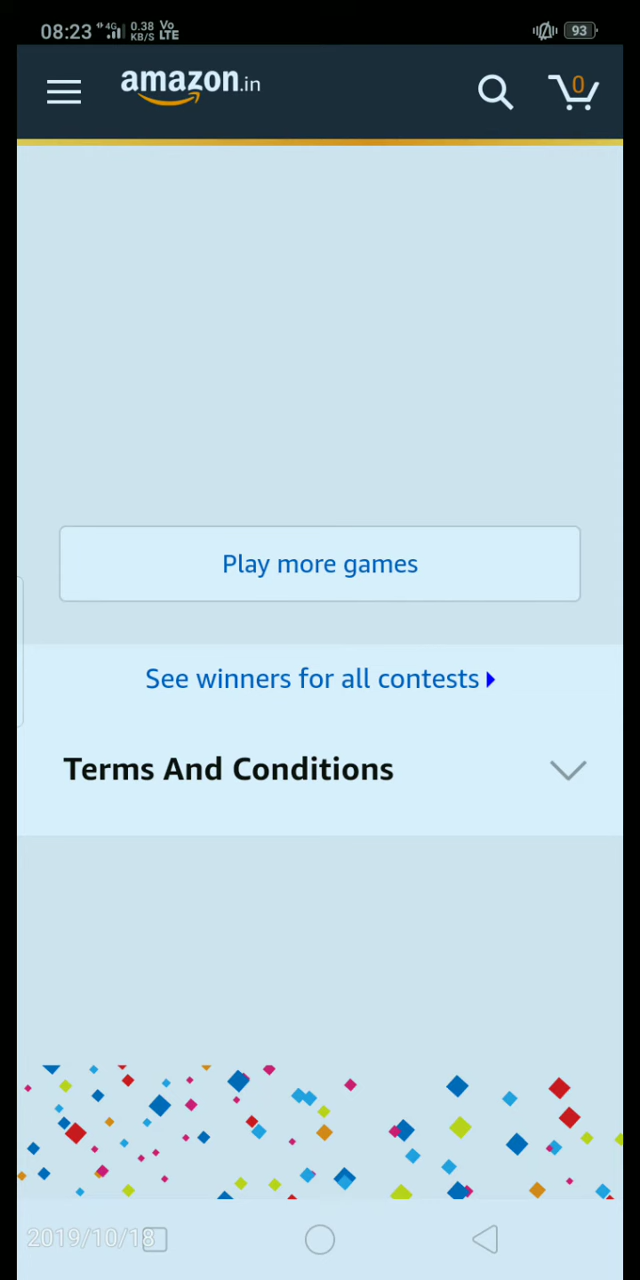 08:23 4G 0.38 KB/S Vo LTE 93
amazon.in 0
Play more games
See winners for all contests
Terms And Conditions
2019/10/18